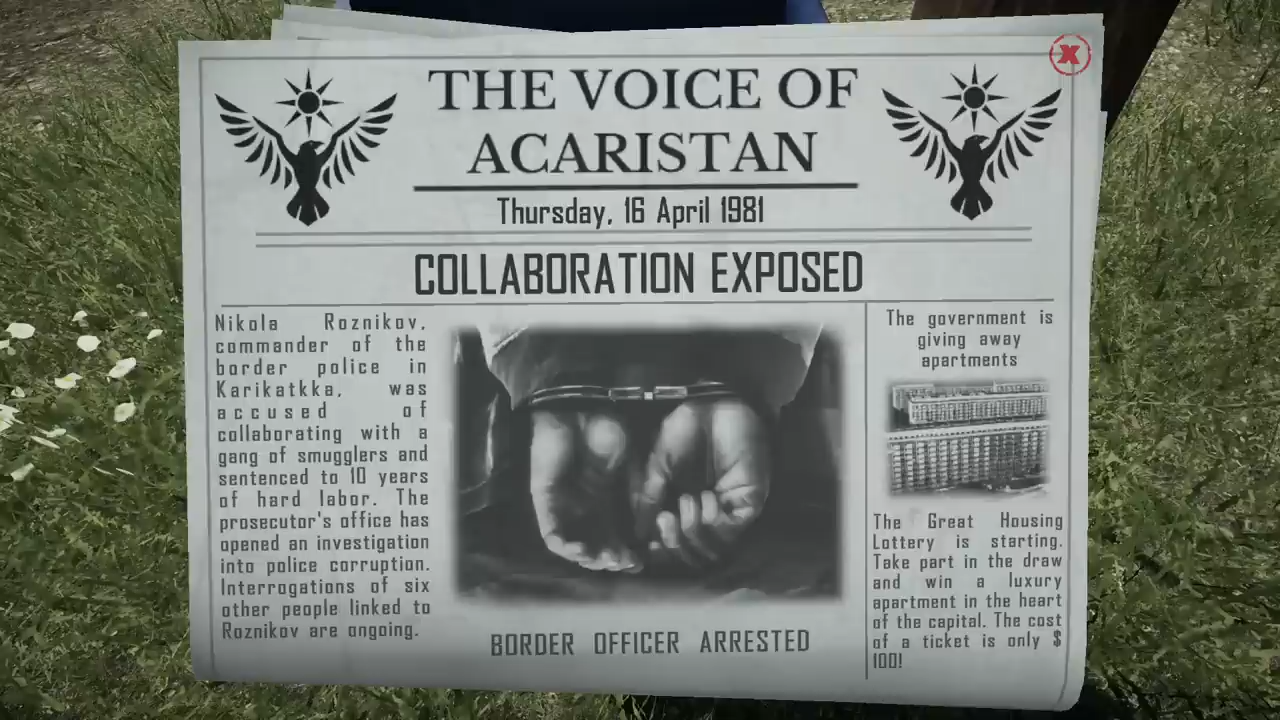 THE VOICE OF
ACARISTAN
Thursday, 16 April 1981
COLLABORATION EXPOSED
Nikola Roznikov,
commander of the
border police in
Karikatkka, was
accused of
collaborating with a
gang of smugglers and
sentenced to 10 years
of hard labor. The
prosecutor's office has
opened an investigation
into police corruption.
Interrogations of six
other people linked to
Roznikov are ongoing.
BORDER OFFICER ARRESTED
The government is
giving away
apartments
The Great Housing
Lottery is starting.
Take part in the draw
and win a luxury
apartment in the heart
of the capital. The cost
of a ticket is only $
100!
X